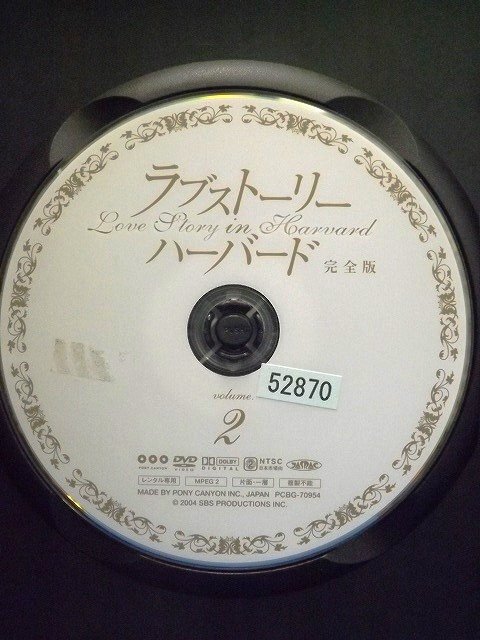 ラブストーリー
Love Story in Harvard
ハーバード 完全版
52870
volume.
2
PONY CANYON DVD VIDEO DOLBY DIGITAL 2 NTSC 日本市場向
レンタル専用 MPEG 2 片面・一層 複製不能
MADE BY PONY CANYON INC., JAPAN PCBG-70954
© 2004 SBS PRODUCTIONS INC.